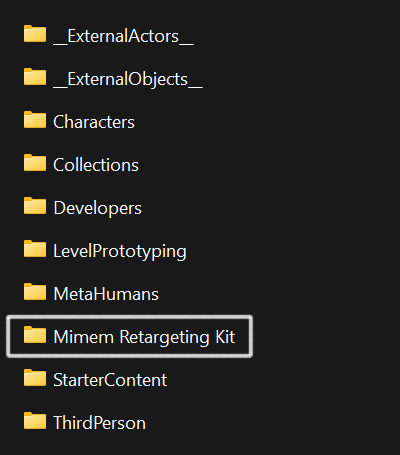 __ExternalActors__
__ExternalObjects__
Characters
Collections
Developers
LevelPrototyping
MetaHumans
Mimem Retargeting Kit
StarterContent
ThirdPerson